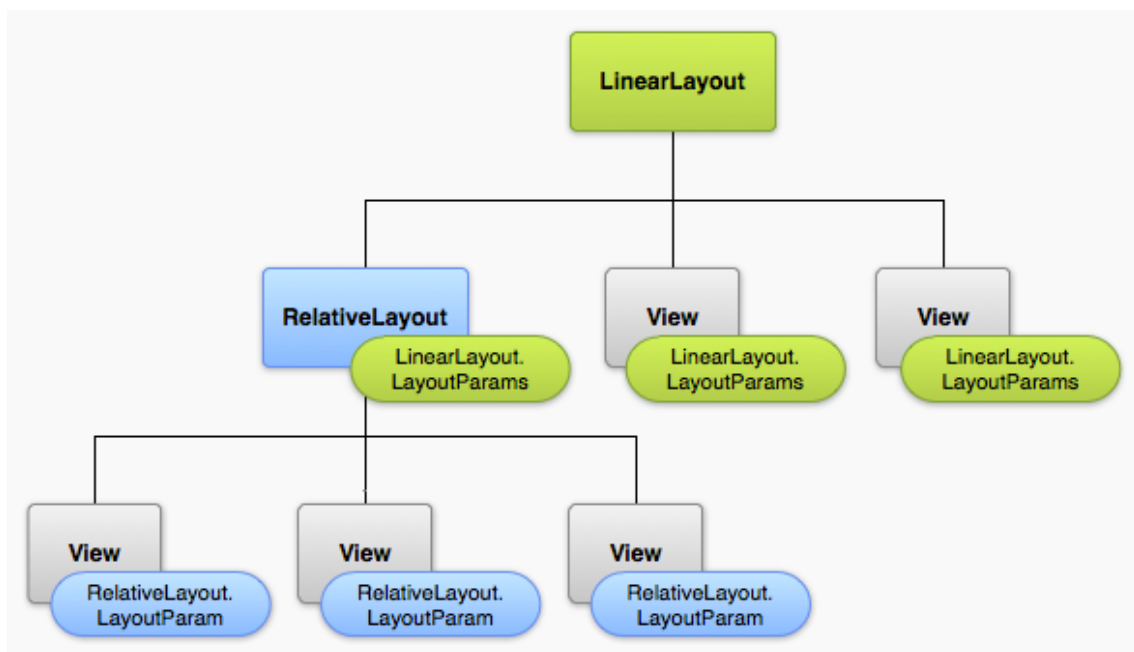 LinearLayout
RelativeLayout
LinearLayout.
LayoutParams
View
LinearLayout.
LayoutParams
View
LinearLayout.
LayoutParams
View
RelativeLayout.
LayoutParam
View
RelativeLayout.
LayoutParam
View
RelativeLayout.
LayoutParam